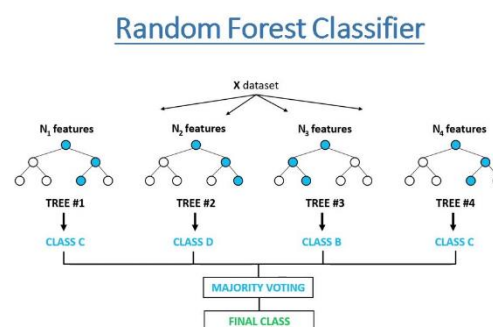 Random Forest Classifier
X dataset
N₁ features N₂ features N₃ features N₄ features
TREE #1 TREE #2 TREE #3 TREE #4
CLASS C CLASS D CLASS B CLASS C
MAJORITY VOTING
FINAL CLASS